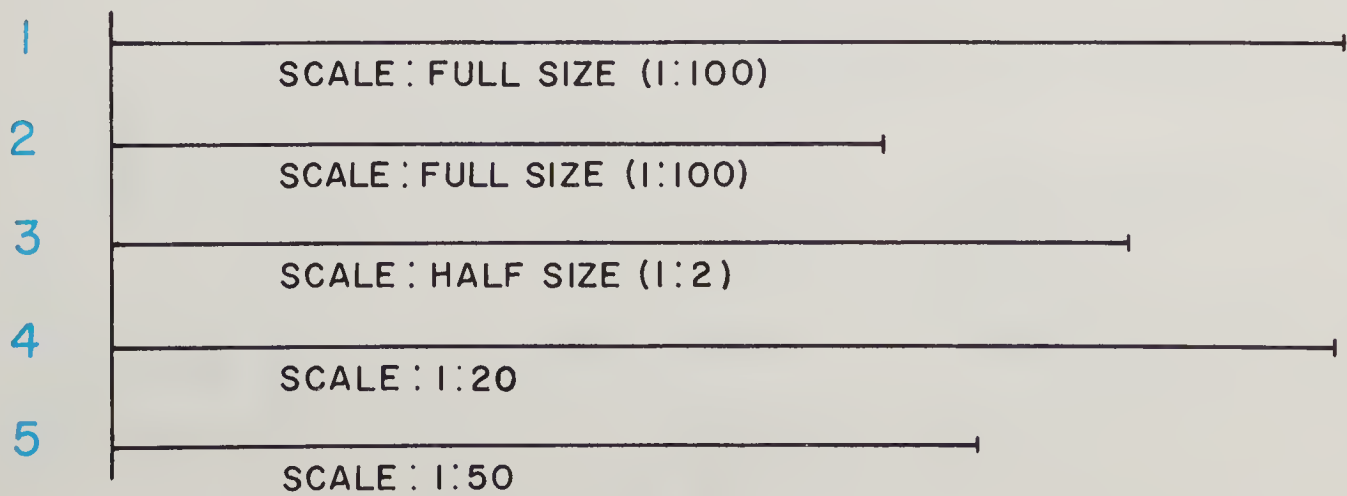 1
SCALE: FULL SIZE (1:100)
2
SCALE: FULL SIZE (1:100)
3
SCALE: HALF SIZE (1:2)
4
SCALE: 1:20
5
SCALE: 1:50